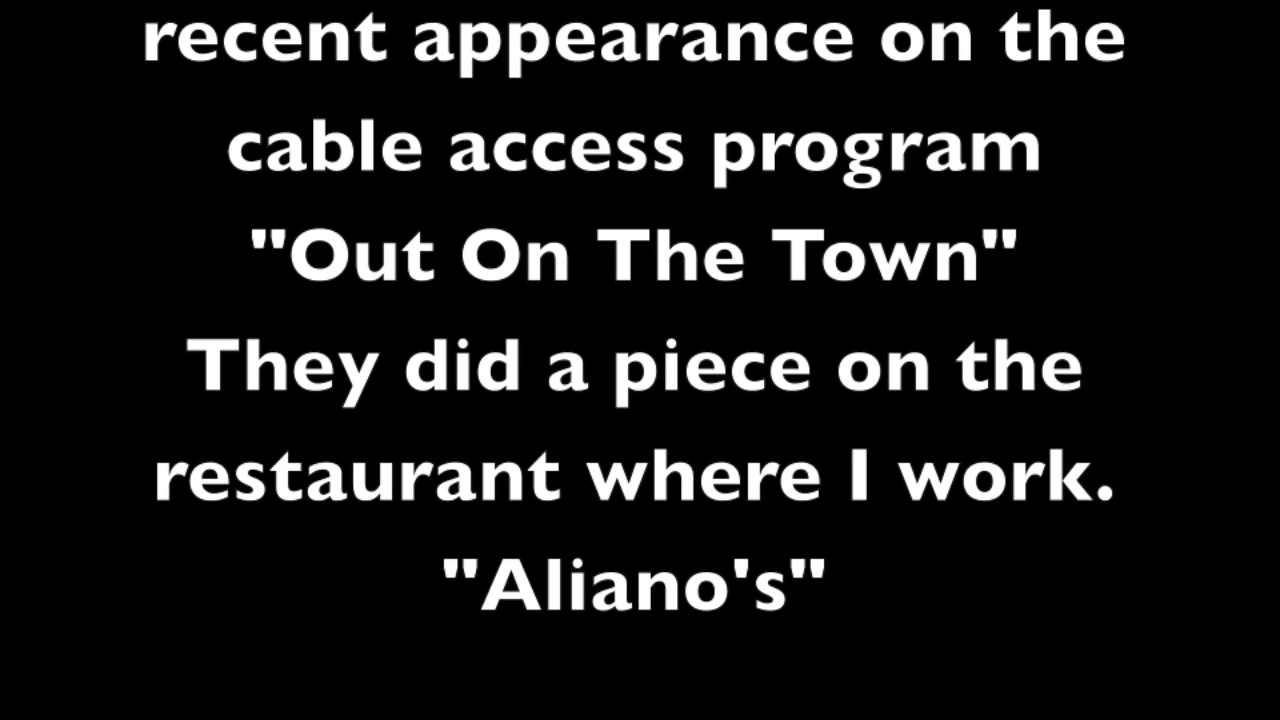 recent appearance on the
cable access program
"Out On The Town"
They did a piece on the
restaurant where I work.
"Aliano's"